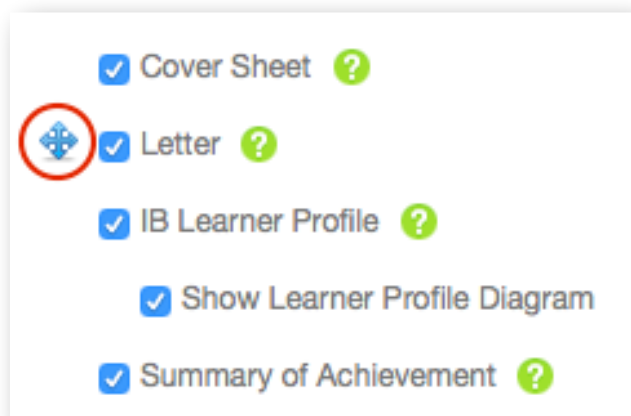 Cover Sheet ?
Letter ?
IB Learner Profile ?
Show Learner Profile Diagram
Summary of Achievement ?